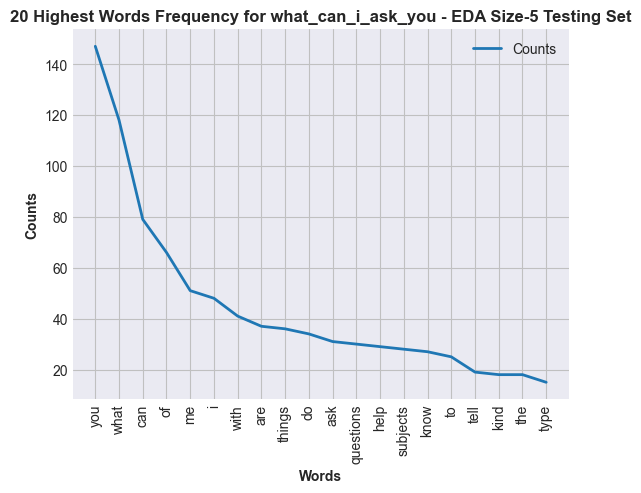 20 Highest Words Frequency for what_can_i_ask_you - EDA Size-5 Testing Set
Counts
140
120
100
80
60
40
20
Counts
you
what
can
of
me
i
with
are
things
do
ask
questions
help
subjects
know
to
tell
kind
the
type
Words